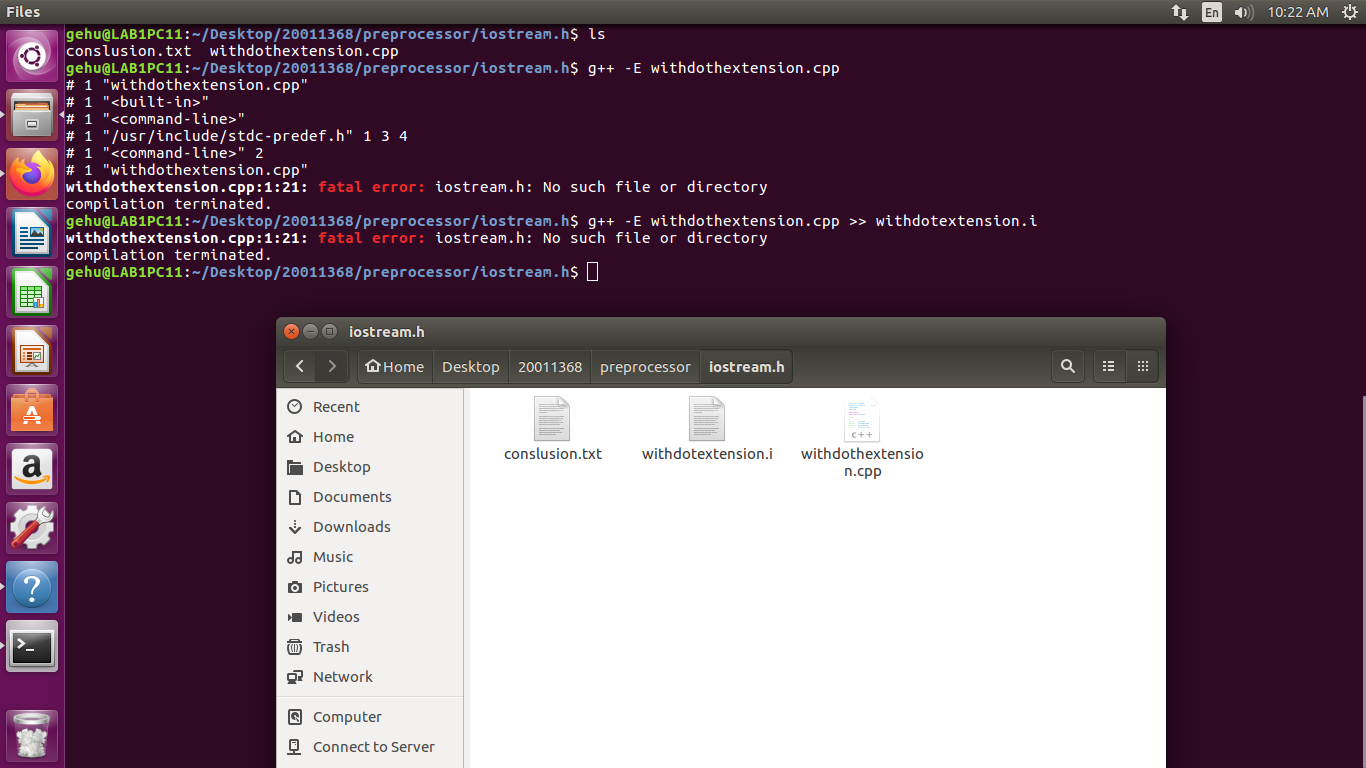 Files
En
10:22 AM
gehu@LAB1PC11:~/Desktop/20011368/preprocessor/iostream.h$ ls
conslusion.txt  withdothextension.cpp
gehu@LAB1PC11:~/Desktop/20011368/preprocessor/iostream.h$ g++ -E withdothextension.cpp
# 1 "withdothextension.cpp"
# 1 "<built-in>"
# 1 "<command-line>"
# 1 "/usr/include/stdc-predef.h" 1 3 4
# 1 "<command-line>" 2
# 1 "withdothextension.cpp"
withdothextension.cpp:1:21: fatal error: iostream.h: No such file or directory
compilation terminated.
gehu@LAB1PC11:~/Desktop/20011368/preprocessor/iostream.h$ g++ -E withdothextension.cpp >> withdotextension.i
withdothextension.cpp:1:21: fatal error: iostream.h: No such file or directory
compilation terminated.
gehu@LAB1PC11:~/Desktop/20011368/preprocessor/iostream.h$
iostream.h
Home
Desktop
20011368
preprocessor
iostream.h
Recent
Home
Desktop
Documents
Downloads
Music
Pictures
Videos
Trash
Network
Computer
Connect to Server
conslusion.txt
withdotextension.i
C++
withdothextensio
n.cpp